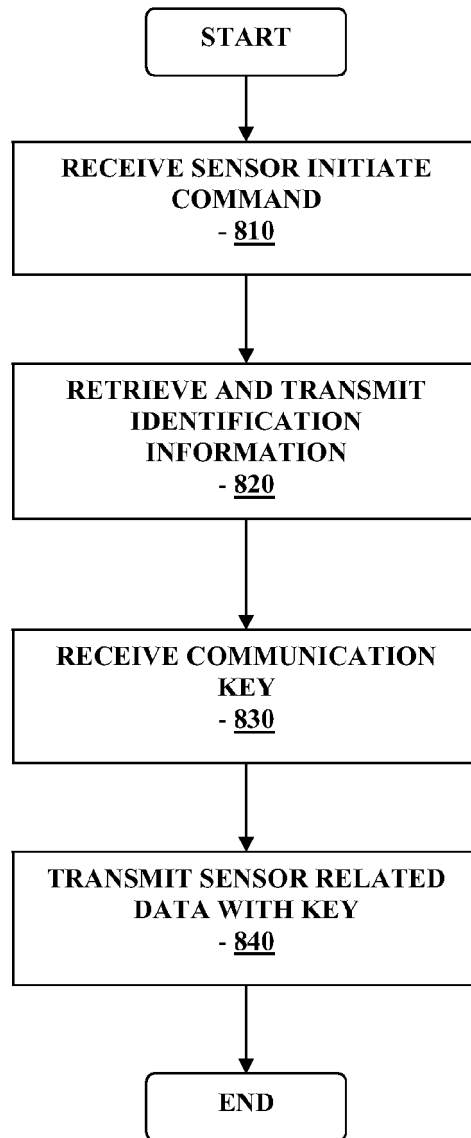 START
RECEIVE SENSOR INITIATE
COMMAND
- 810
RETRIEVE AND TRANSMIT
IDENTIFICATION
INFORMATION
- 820
RECEIVE COMMUNICATION
KEY
- 830
TRANSMIT SENSOR RELATED
DATA WITH KEY
- 840
END